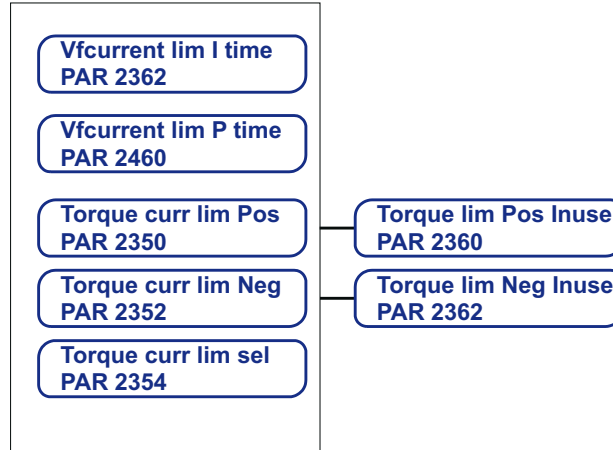 Vfcurrent lim I time
PAR 2362
Vfcurrent lim P time
PAR 2460
Torque curr lim Pos
PAR 2350
Torque lim Pos Inuse
PAR 2360
Torque curr lim Neg
PAR 2352
Torque lim Neg Inuse
PAR 2362
Torque curr lim sel
PAR 2354